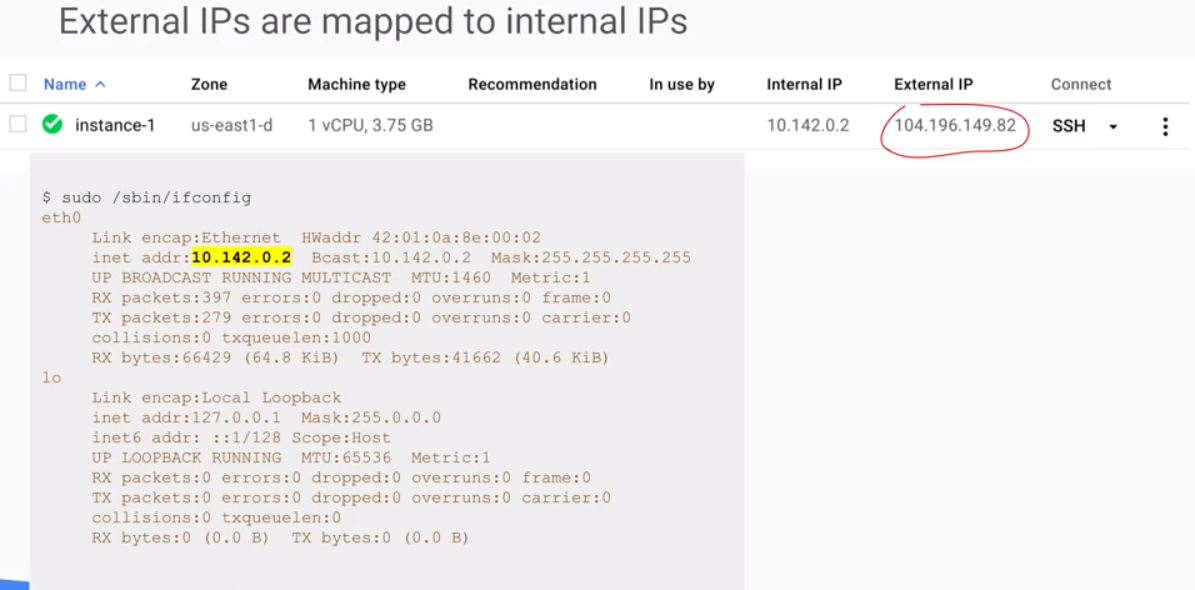 External IPs are mapped to internal IPs
Name Zone Machine type Recommendation In use by Internal IP External IP Connect
instance-1 us-east1-d 1 vCPU, 3.75 GB 10.142.0.2 104.196.149.82 SSH
$ sudo /sbin/ifconfig
eth0
Link encap:Ethernet HWaddr 42:01:0a:8e:00:02
inet addr:10.142.0.2 Bcast:10.142.0.2 Mask:255.255.255.255
UP BROADCAST RUNNING MULTICAST MTU:1460 Metric:1
RX packets:397 errors:0 dropped:0 overruns:0 frame:0
TX packets:279 errors:0 dropped:0 overruns:0 carrier:0
collisions:0 txqueuelen:1000
RX bytes:66429 (64.8 KiB) TX bytes:41662 (40.6 KiB)
lo
Link encap:Local Loopback
inet addr:127.0.0.1 Mask:255.0.0.0
inet6 addr: ::1/128 Scope:Host
UP LOOPBACK RUNNING MTU:65536 Metric:1
RX packets:0 errors:0 dropped:0 overruns:0 frame:0
TX packets:0 errors:0 dropped:0 overruns:0 carrier:0
collisions:0 txqueuelen:0
RX bytes:0 (0.0 B) TX bytes:0 (0.0 B)